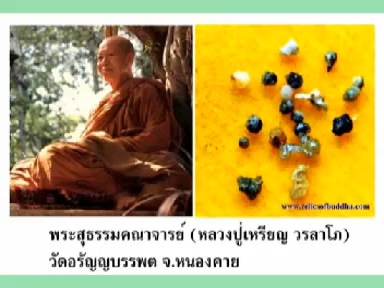 www.relicsofbuddha.com
พระสุธรรมคณาจารย์ (หลวงปู่เหรียญ วรลาโภ)
วัดอรัญญบรรพต จ.หนองคาย